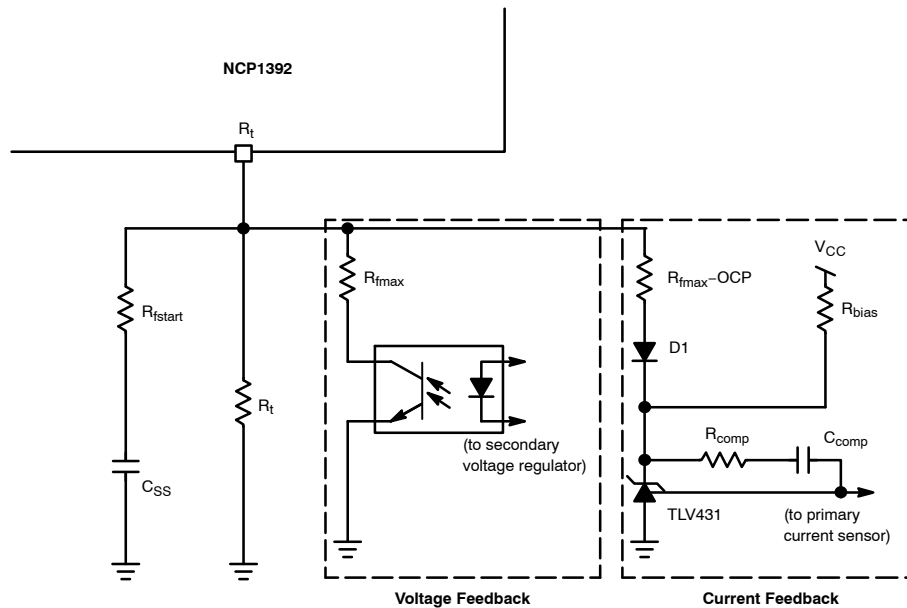 NCP1392
Rt
Rfstart
CSS
Rt
Rfmax
(to secondary
voltage regulator)
Voltage Feedback
Rfmax-OCP
VCC
Rbias
D1
Rcomp
Ccomp
TLV431
(to primary
current sensor)
Current Feedback